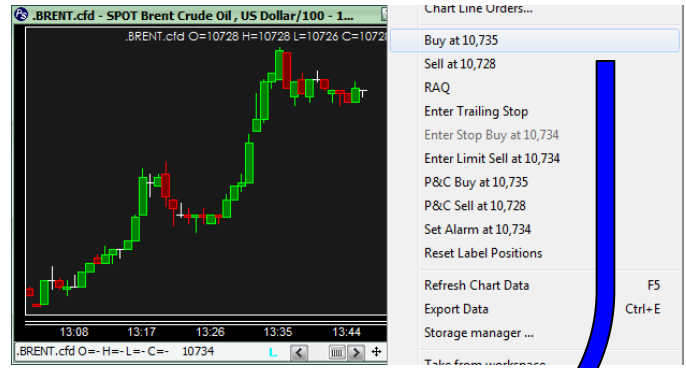 .BRENT.cfd - SPOT Brent Crude Oil , US Dollar/100 - 1...
.BRENT.cfd O=10728 H=10728 L=10726 C=10728
13:08 13:17 13:26 13:35 13:44
.BRENT.cfd O=- H=- L=- C=- 10734 L
Chart Line Orders...
Buy at 10,735
Sell at 10,728
RAQ
Enter Trailing Stop
Enter Stop Buy at 10,734
Enter Limit Sell at 10,734
P&C Buy at 10,735
P&C Sell at 10,728
Set Alarm at 10,734
Reset Label Positions
Refresh Chart Data F5
Export Data Ctrl+E
Storage manager ...
Take from workspace